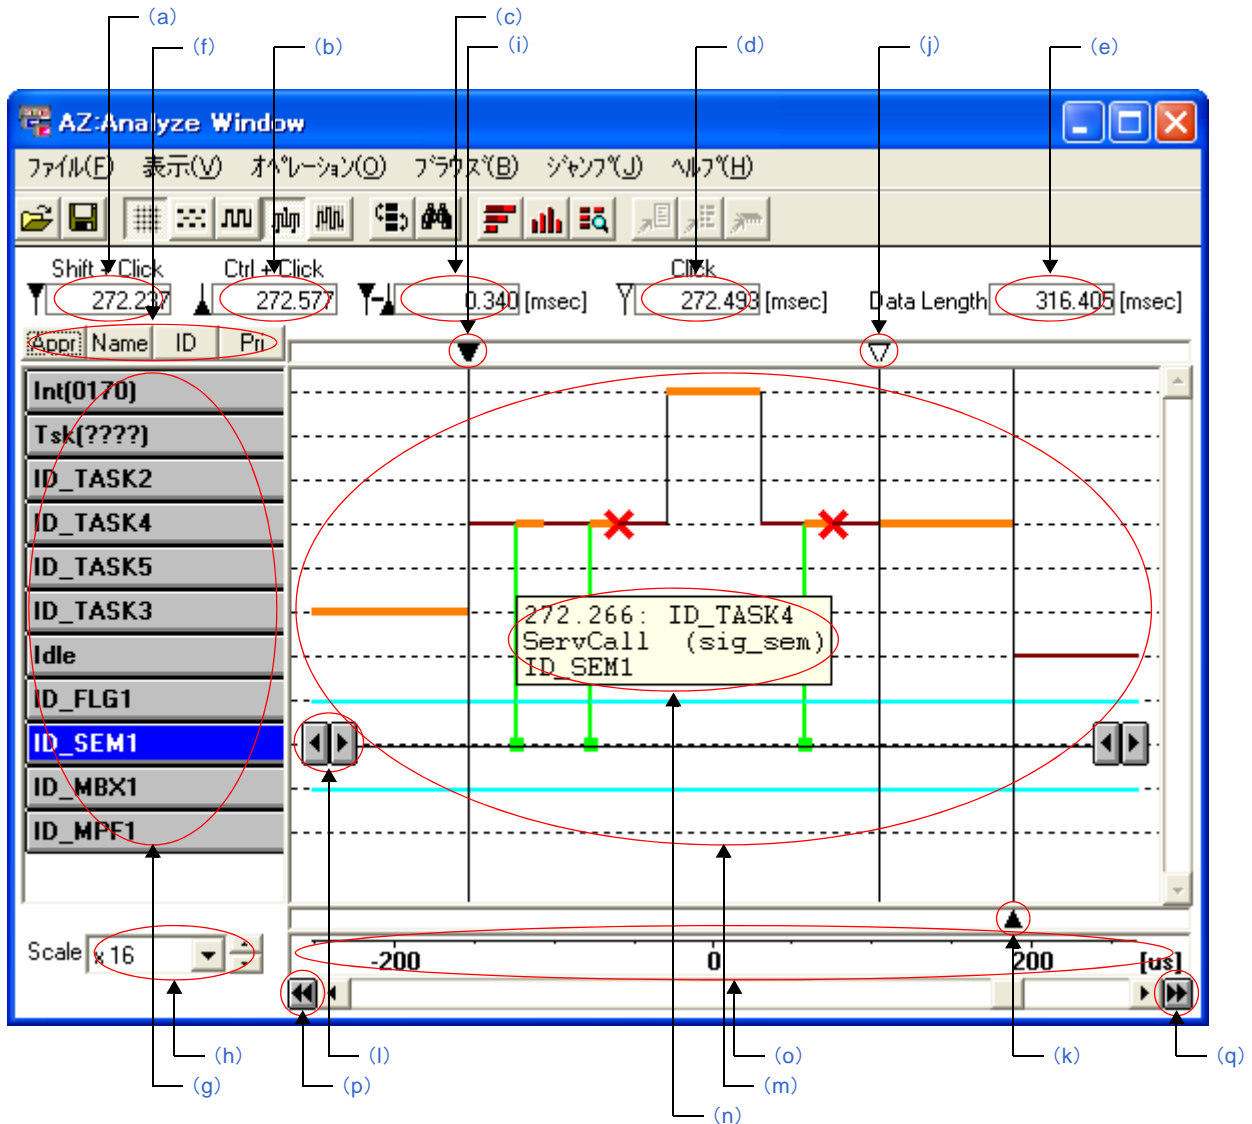 (a)
(c)
(f)
(b)
(i)
(d)
(j)
(e)
AZ:Analyze Window
ファイル(F) 表示(V) オペレーション(O) ブラウズ(B) ジャンプ(J) ヘルプ(H)
Shift + Click Ctrl + Click Click
272.237 272.577 0.340 [msec] 272.493 [msec] Data Length 316.405 [msec]
Appr Name ID Pri
Int(0170)
Tsk(????)
ID_TASK2
ID_TASK4
ID_TASK5
ID_TASK3
Idle
ID_FLG1
ID_SEM1
ID_MBX1
ID_MPF1
272.266: ID_TASK4
ServCall (sig_sem)
ID_SEM1
Scale x 16
-200 0 200 [us]
(h)
(l)
(o)
(k)
(q)
(g)
(p)
(m)
(n)